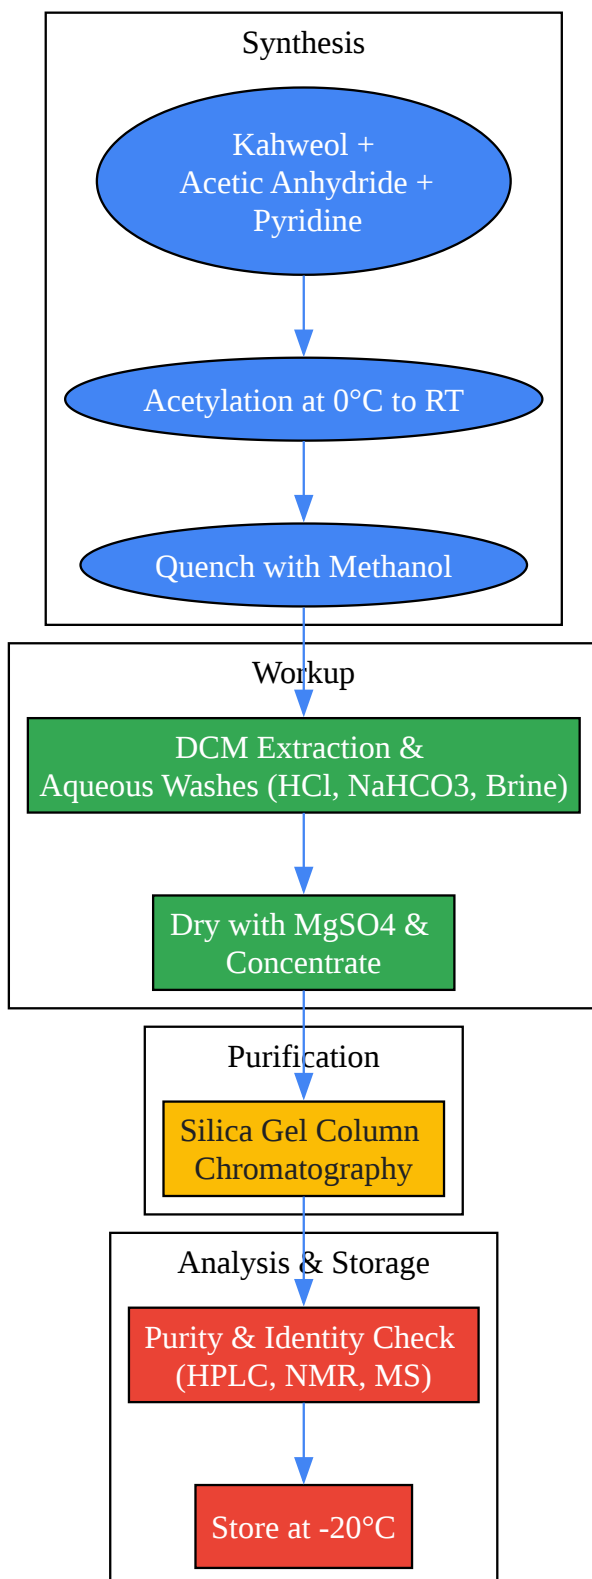 Synthesis
Kahweol +
Acetic Anhydride +
Pyridine
Acetylation at 0°C to RT
Quench with Methanol
Workup
DCM Extraction &
Aqueous Washes (HCl, NaHCO3, Brine)
Dry with MgSO4 &
Concentrate
Purification
Silica Gel Column
Chromatography
Analysis & Storage
Purity & Identity Check
(HPLC, NMR, MS)
Store at -20°C